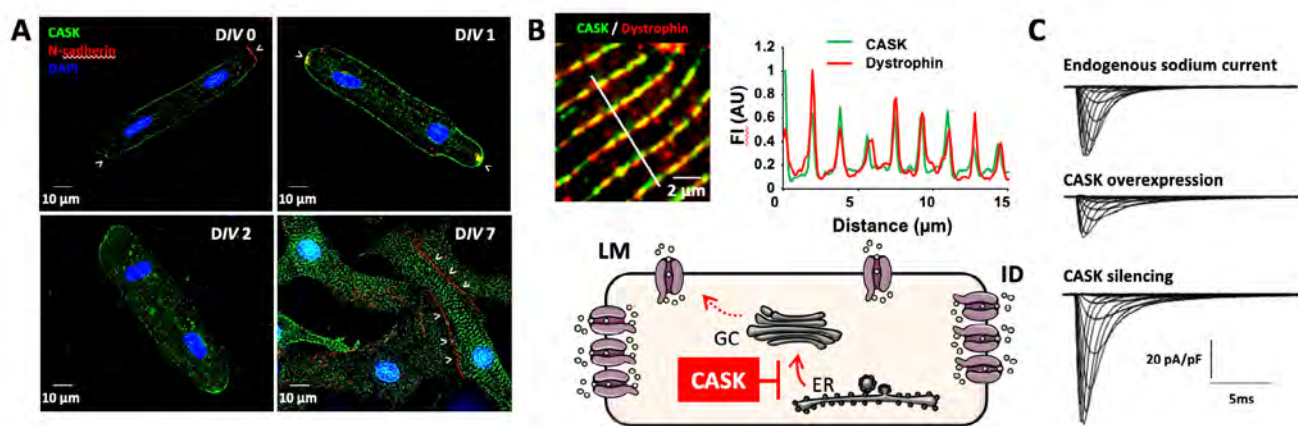 A
CASK
N-cadherin
DAPI
DIV 0
10 µm
DIV 1
10 µm
DIV 2
10 µm
DIV 7
10 µm
B
CASK / Dystrophin
2 µm
CASK
Dystrophin
FI (AU)
1.2
1
0.8
0.6
0.4
0.2
0
0
5
10
15
Distance (µm)
LM
ID
GC
CASK
ER
C
Endogenous sodium current
CASK overexpression
CASK silencing
20 pA/pF
5ms